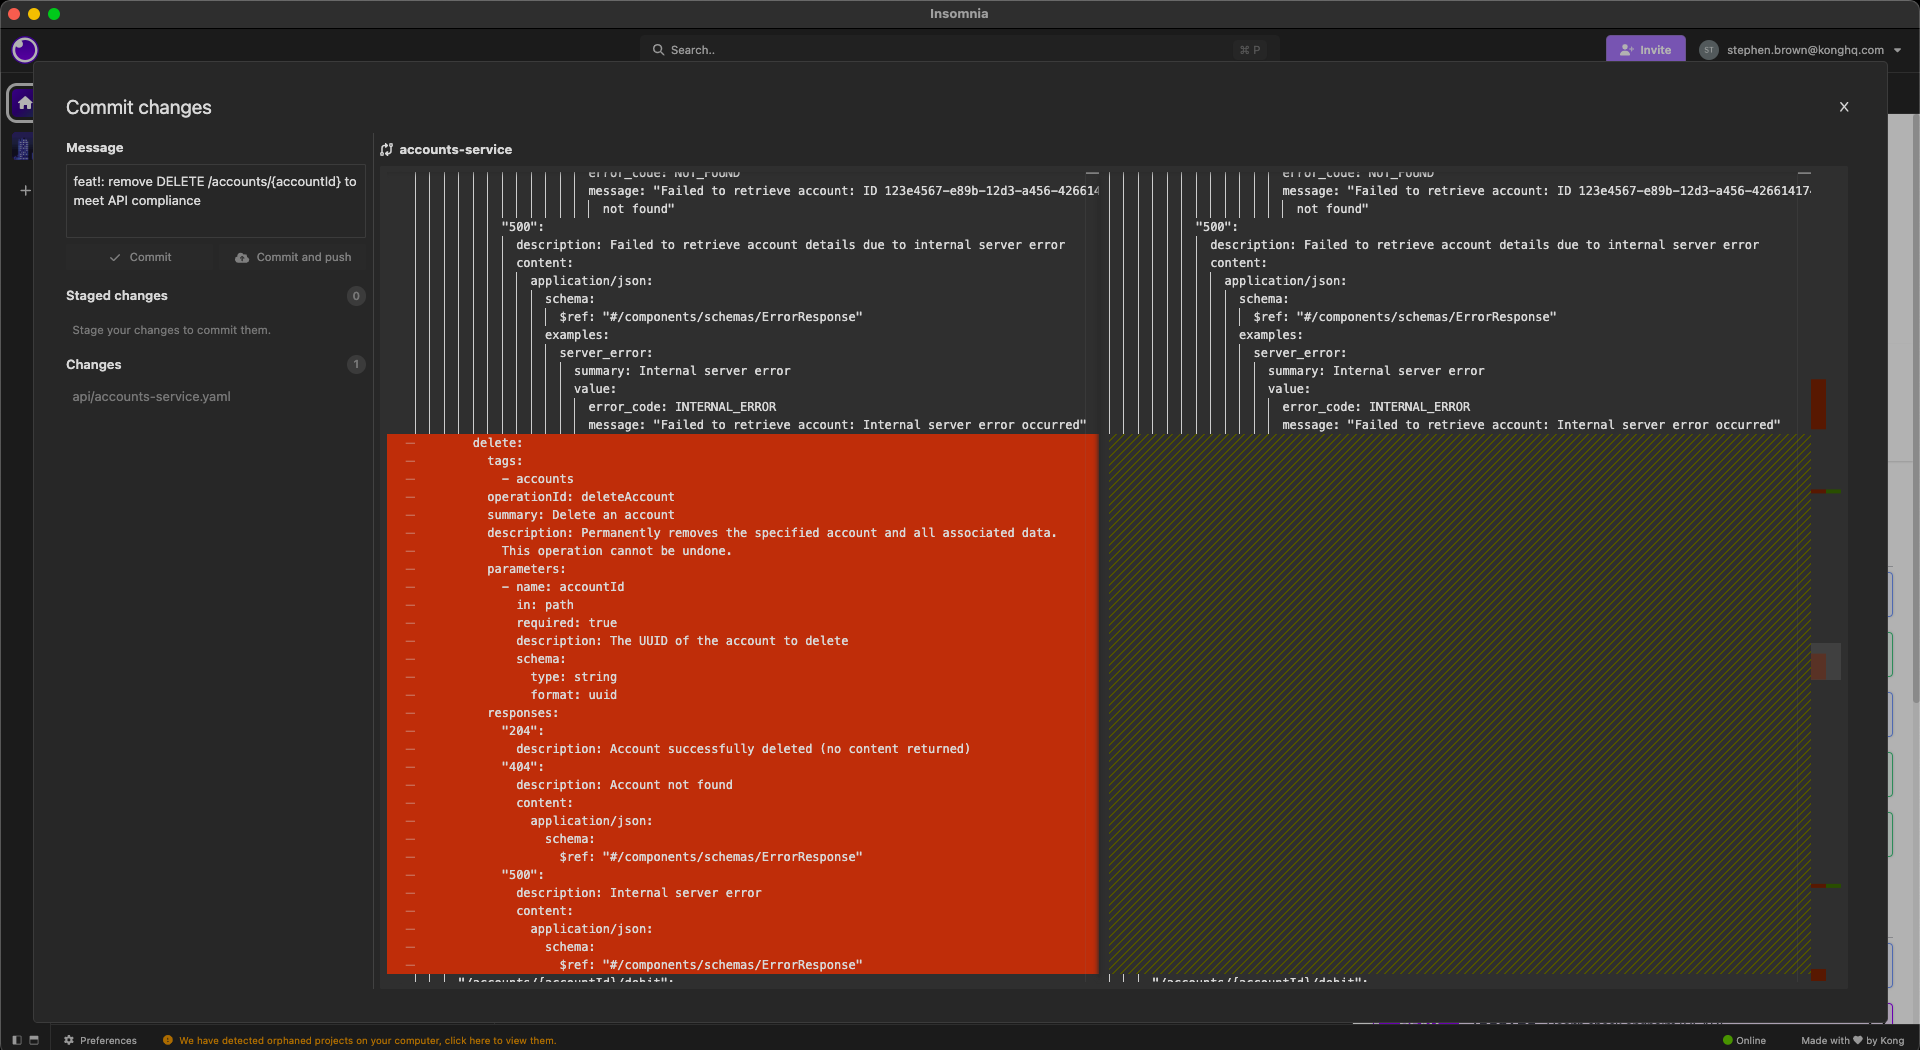 Insomnia
Search..
⌘ P
Invite
ST
stephen.brown@konghq.com
Commit changes
Message
feat!: remove DELETE /accounts/{accountId} to
meet API compliance
Commit
Commit and push
Staged changes
0
Stage your changes to commit them.
Changes
1
api/accounts-service.yaml
accounts-service
error_code: NOT_FOUND
message: "Failed to retrieve account: ID 123e4567-e89b-12d3-a456-426614
not found"
"500":
description: Failed to retrieve account details due to internal server error
content:
application/json:
schema:
$ref: "#/components/schemas/ErrorResponse"
examples:
server_error:
summary: Internal server error
value:
error_code: INTERNAL_ERROR
message: "Failed to retrieve account: Internal server error occurred"
delete:
tags:
- accounts
operationId: deleteAccount
summary: Delete an account
description: Permanently removes the specified account and all associated data.
This operation cannot be undone.
parameters:
- name: accountId
in: path
required: true
description: The UUID of the account to delete
schema:
type: string
format: uuid
responses:
"204":
description: Account successfully deleted (no content returned)
"404":
description: Account not found
content:
application/json:
schema:
$ref: "#/components/schemas/ErrorResponse"
"500":
description: Internal server error
content:
application/json:
schema:
$ref: "#/components/schemas/ErrorResponse"
"/accounts/{accountId}/debit":
error_code: NOT_FOUND
message: "Failed to retrieve account: ID 123e4567-e89b-12d3-a456-42661417
not found"
"500":
description: Failed to retrieve account details due to internal server error
content:
application/json:
schema:
$ref: "#/components/schemas/ErrorResponse"
examples:
server_error:
summary: Internal server error
value:
error_code: INTERNAL_ERROR
message: "Failed to retrieve account: Internal server error occurred"
"/accounts/{accountId}/debit":
Preferences
We have detected orphaned projects on your computer, click here to view them.
Online
Made with ♥ by Kong